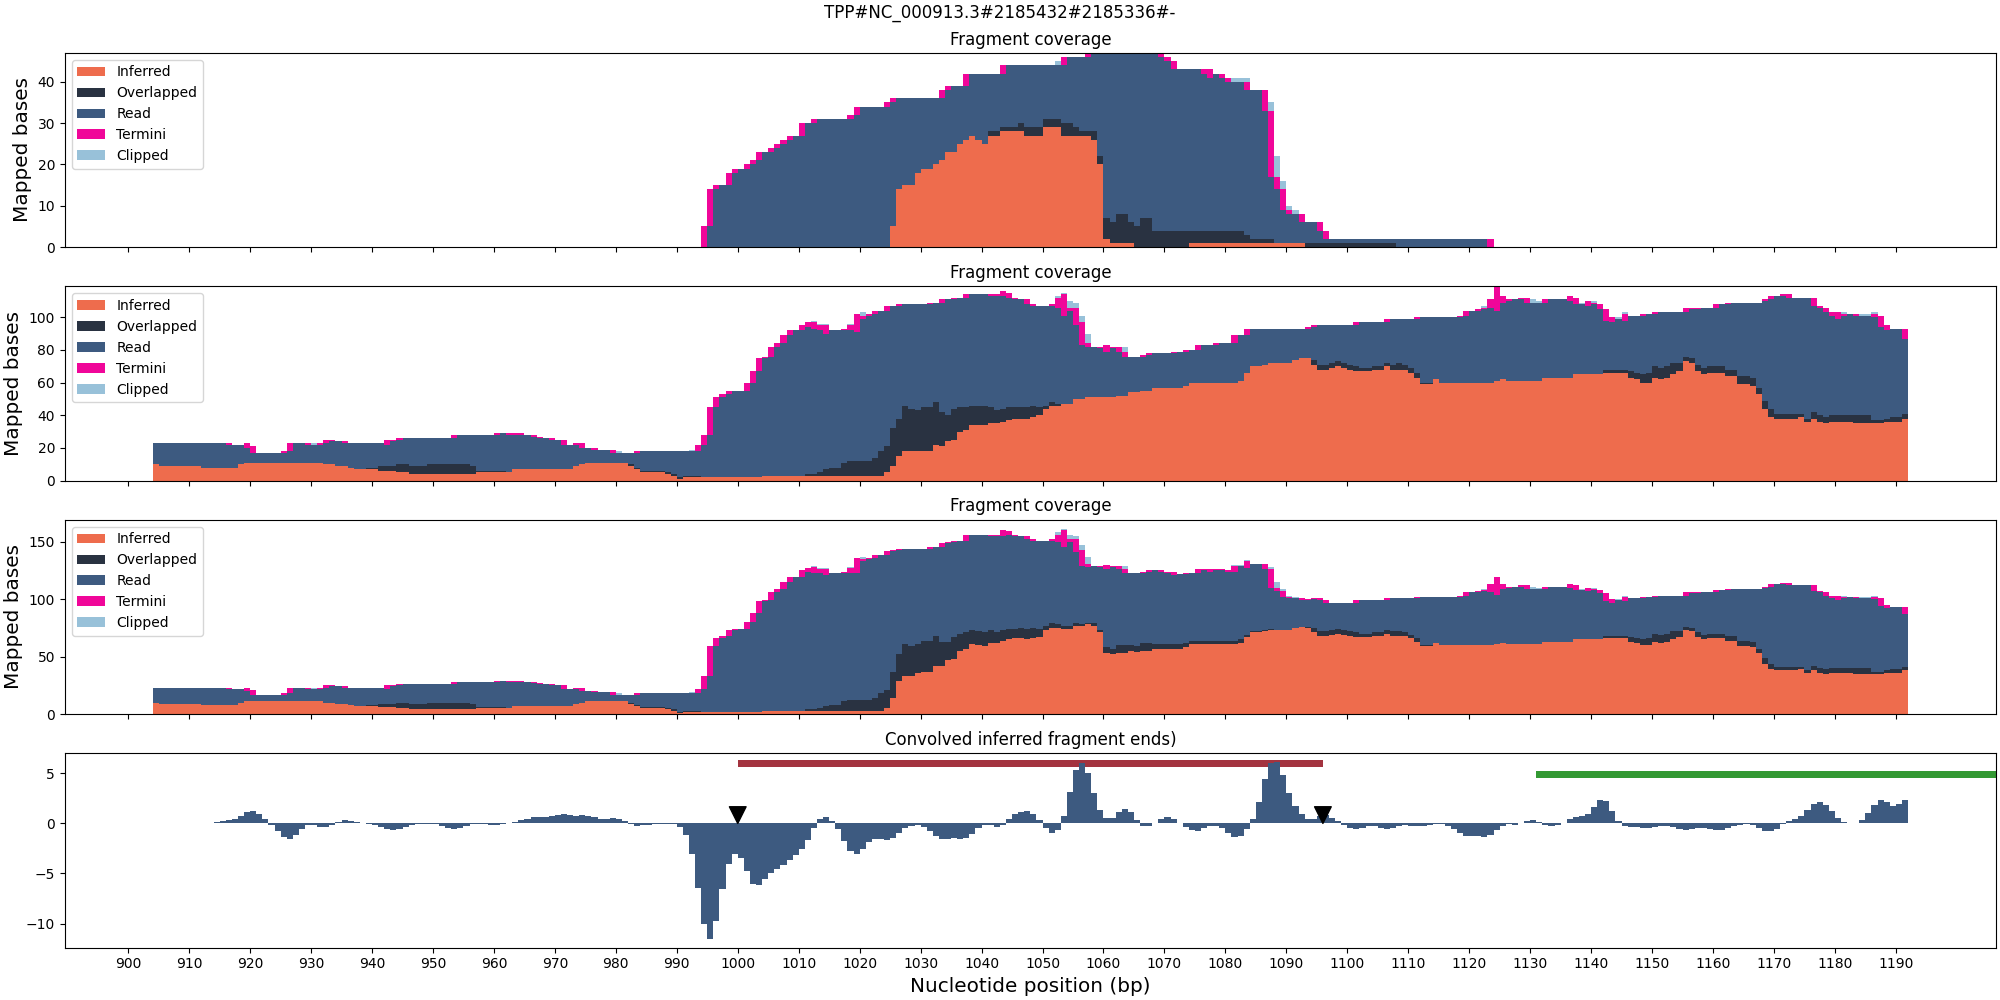 TPP#NC_000913.3#2185432#2185336#-
Fragment coverage
Mapped bases
40
30
20
10
0
Inferred
Overlapped
Read
Termini
Clipped
Fragment coverage
Mapped bases
100
80
60
40
20
0
Inferred
Overlapped
Read
Termini
Clipped
Fragment coverage
Mapped bases
150
100
50
0
Inferred
Overlapped
Read
Termini
Clipped
Convolved inferred fragment ends)
5
0
−5
−10
900 910 920 930 940 950 960 970 980 990 1000 1010 1020 1030 1040 1050 1060 1070 1080 1090 1100 1110 1120 1130 1140 1150 1160 1170 1180 1190
Nucleotide position (bp)